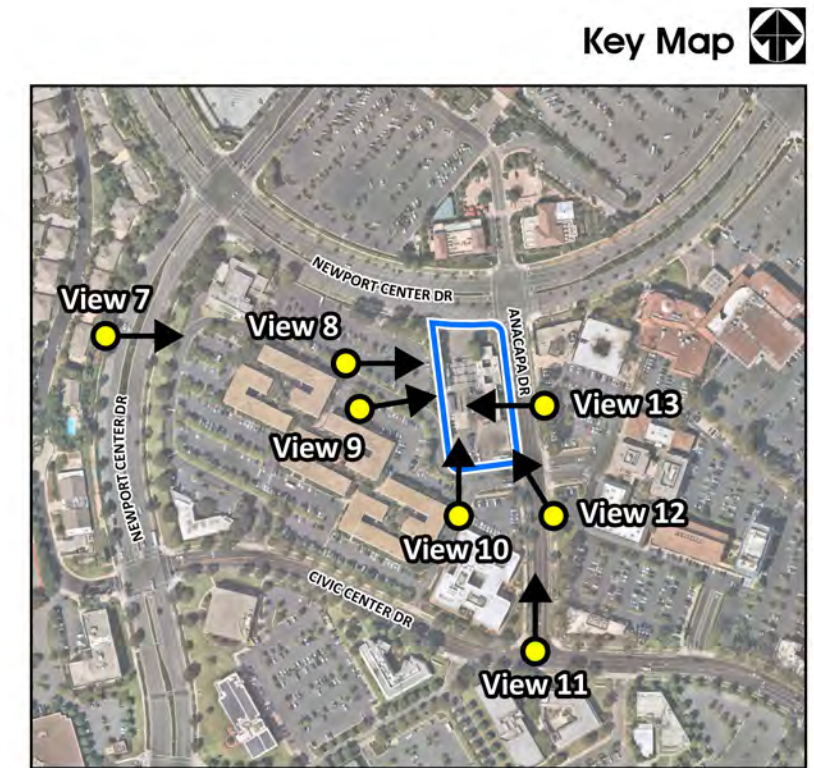 Key Map
NEWPORT CENTER DR
View 7
View 8
ANACAPA DR
View 13
View 9
NEWPORT CENTER DR
View 12
View 10
CIVIC CENTER DR
View 11